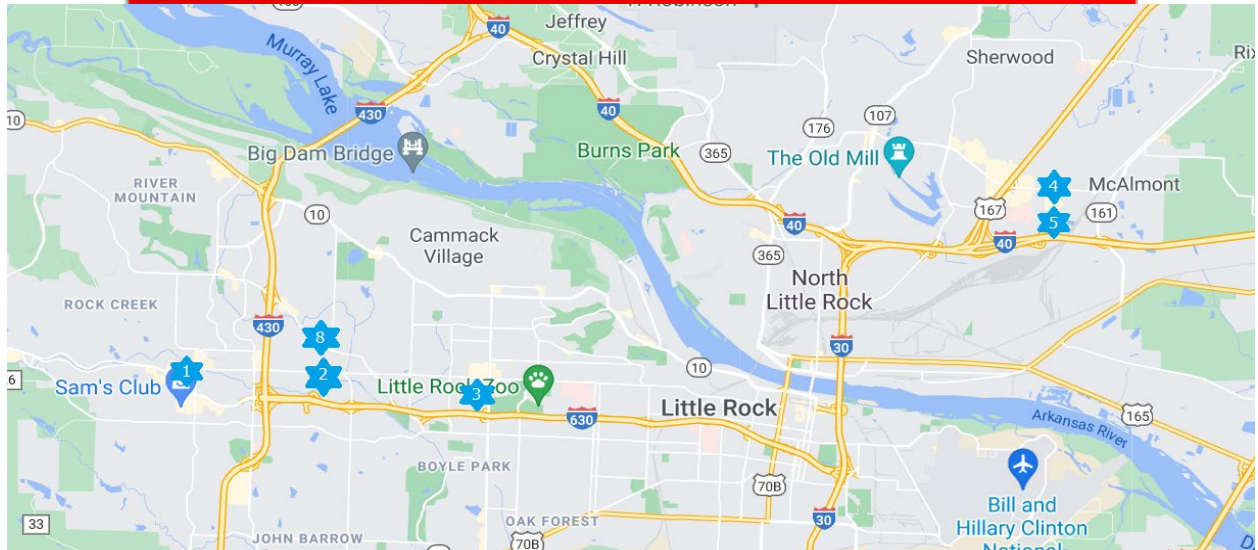 40
Jeffrey
Crystal Hill
Sherwood
Murray Lake
430
40
10
107
176
Big Dam Bridge
Burns Park
365
The Old Mill
RIVER
MOUNTAIN
4
McAlmont
10
167
161
5
40
40
Cammack
Village
365
North
Little Rock
ROCK CREEK
430
8
30
1
2
10
Sam's Club
Little Rock Zoo
3
Little Rock
630
Arkansas River
165
BOYLE PARK
70B
Bill and
Hillary Clinton
National
33
OAK FOREST
30
JOHN BARROW
70B